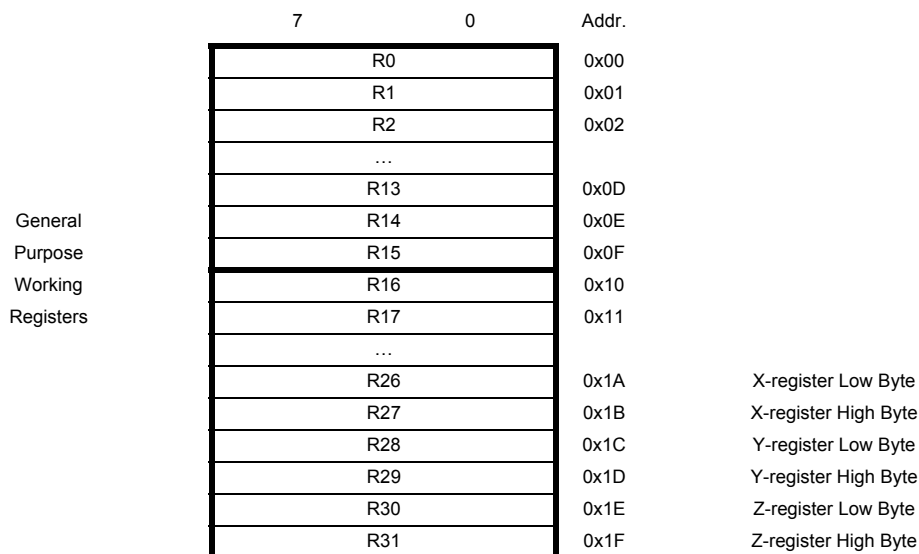 7 0 Addr.
R0 0x00
R1 0x01
R2 0x02
…
R13 0x0D
General R14 0x0E
Purpose R15 0x0F
Working R16 0x10
Registers R17 0x11
…
R26 0x1A X-register Low Byte
R27 0x1B X-register High Byte
R28 0x1C Y-register Low Byte
R29 0x1D Y-register High Byte
R30 0x1E Z-register Low Byte
R31 0x1F Z-register High Byte